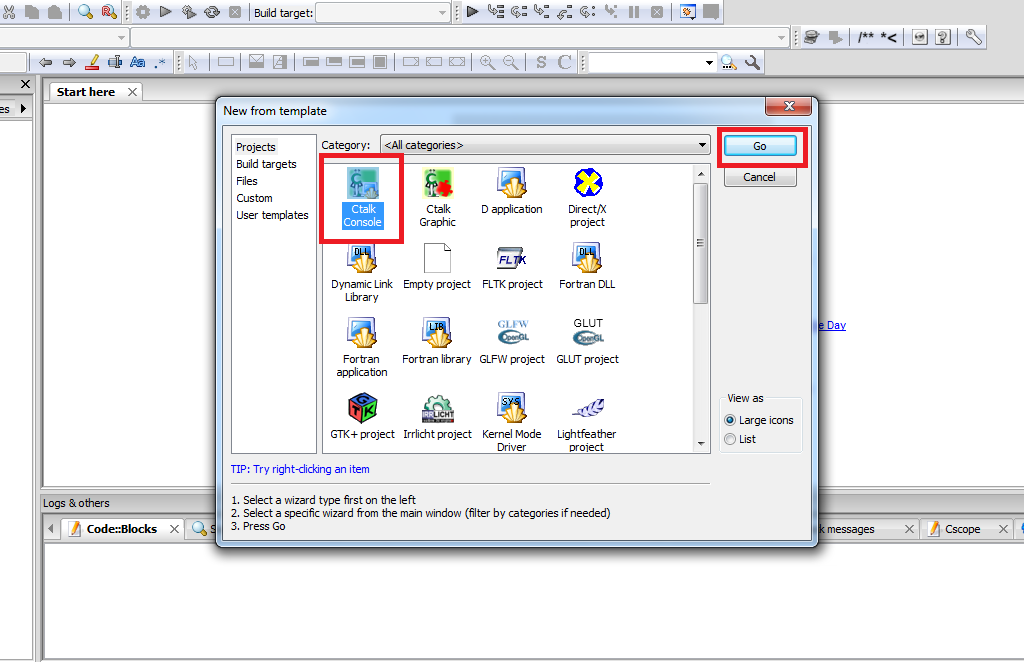 Build target:
Aa
.*
S C
/** *<
es
Start here
New from template
Projects
Build targets
Files
Custom
User templates
Category: <All categories>
Go
Cancel
Ctalk
Console
Ctalk
Graphic
D application
Direct/X
project
DLL
Dynamic Link
Library
Empty project
FLTK
FLTK project
DLL
Fortran DLL
Fortran
application
LIB
Fortran library
GLFW
OpenGL
GLFW project
GLUT
OpenGL
GLUT project
GTK
GTK+ project
IRRLICHT
Irrlicht project
SYS
Kernel Mode
Driver
Lightfeather
project
e Day
View as
Large icons
List
TIP: Try right-clicking an item
1. Select a wizard type first on the left
2. Select a specific wizard from the main window (filter by categories if needed)
3. Press Go
Logs & others
Code::Blocks
S
k messages
Cscope